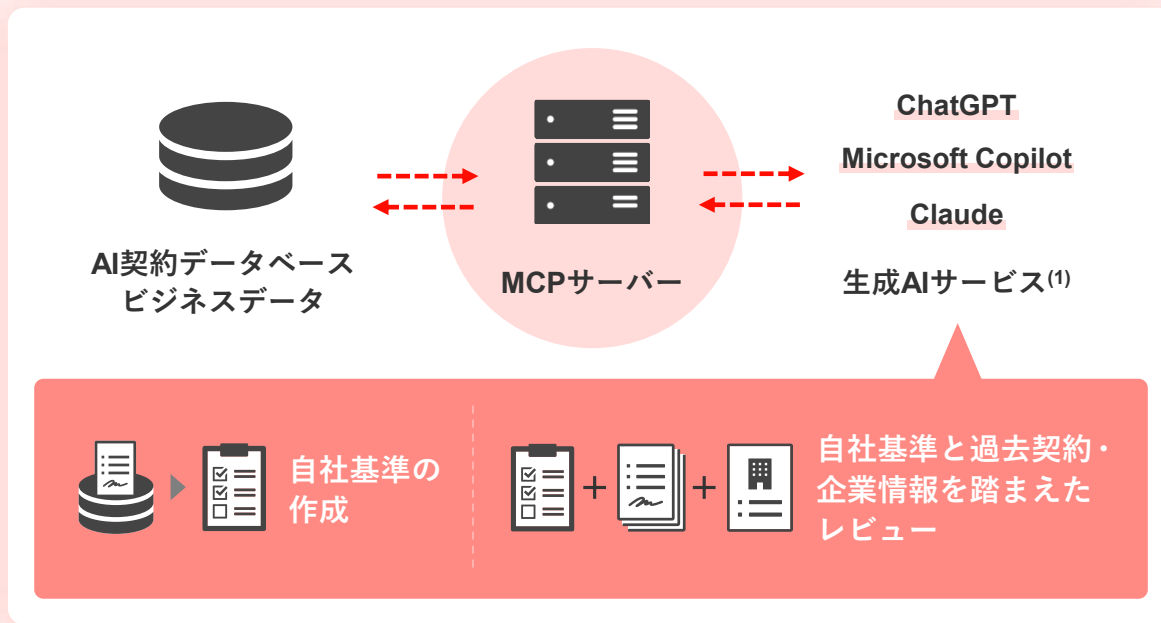 AI契約データベース
ビジネスデータ
MCPサーバー
ChatGPT
Microsoft Copilot
Claude
生成AIサービス(1)
自社基準の
作成
自社基準と過去契約・
企業情報を踏まえた
レビュー